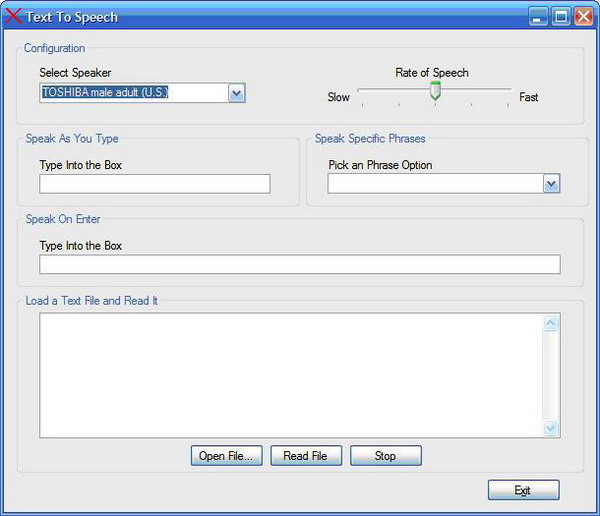 Text To Speech
Configuration
Select Speaker
TOSHIBA male adult (U.S.)
Rate of Speech
Slow
Fast
Speak As You Type
Type Into the Box
Speak Specific Phrases
Pick an Phrase Option
Speak On Enter
Type Into the Box
Load a Text File and Read It
Open File...
Read File
Stop
Exit